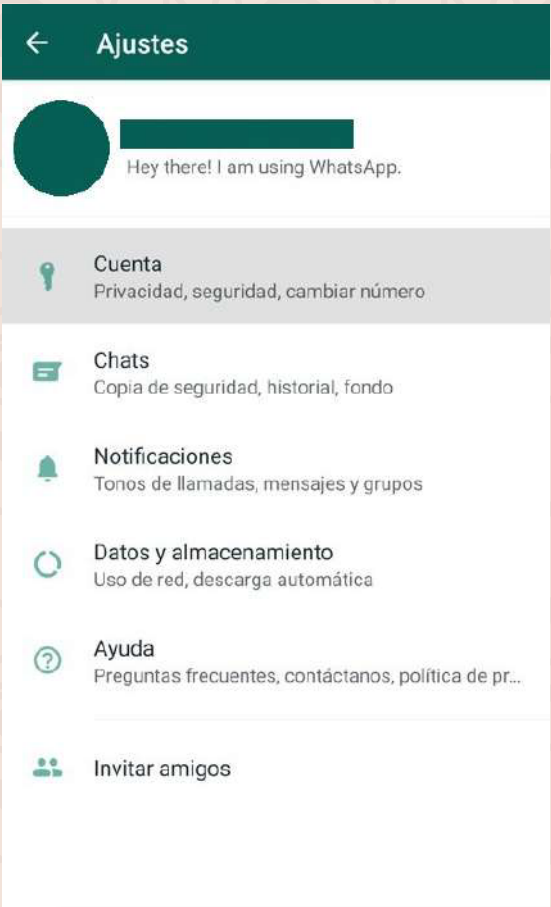 Ajustes
Hey there! I am using WhatsApp.
Cuenta
Privacidad, seguridad, cambiar número
Chats
Copia de seguridad, historial, fondo
Notificaciones
Tonos de llamadas, mensajes y grupos
Datos y almacenamiento
Uso de red, descarga automática
Ayuda
Preguntas frecuentes, contáctanos, política de pr...
Invitar amigos